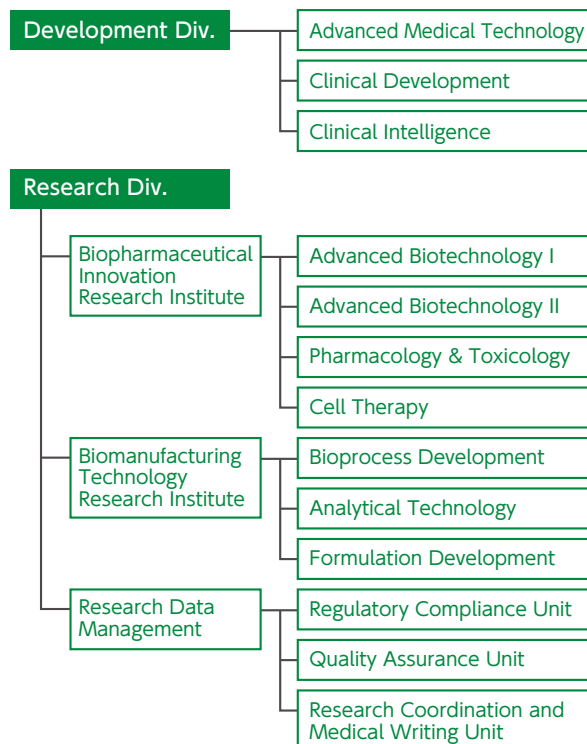 Development Div.
Advanced Medical Technology
Clinical Development
Clinical Intelligence
Research Div.
Biopharmaceutical
Innovation
Research Institute
Advanced Biotechnology I
Advanced Biotechnology II
Pharmacology & Toxicology
Cell Therapy
Biomanufacturing
Technology
Research Institute
Bioprocess Development
Analytical Technology
Formulation Development
Research Data
Management
Regulatory Compliance Unit
Quality Assurance Unit
Research Coordination and
Medical Writing Unit